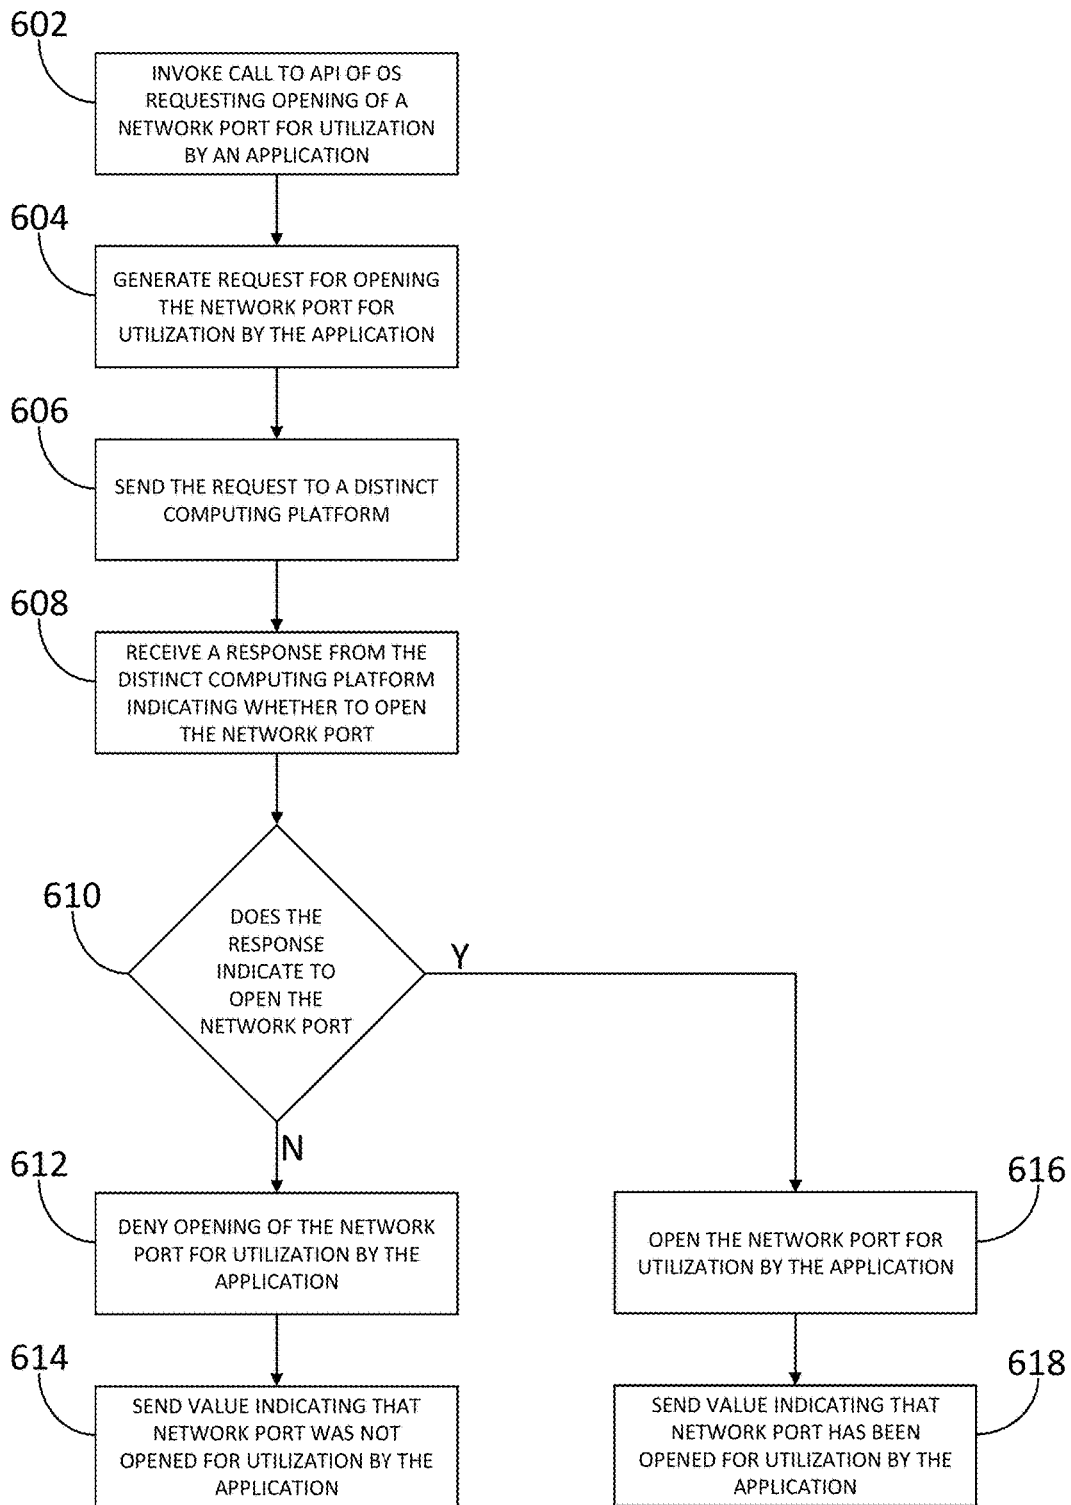 602
INVOKE CALL TO API OF OS
REQUESTING OPENING OF A
NETWORK PORT FOR UTILIZATION
BY AN APPLICATION
604
GENERATE REQUEST FOR OPENING
THE NETWORK PORT FOR
UTILIZATION BY THE APPLICATION
606
SEND THE REQUEST TO A DISTINCT
COMPUTING PLATFORM
608
RECEIVE A RESPONSE FROM THE
DISTINCT COMPUTING PLATFORM
INDICATING WHETHER TO OPEN
THE NETWORK PORT
610
DOES THE
RESPONSE
INDICATE TO
OPEN THE
NETWORK PORT
Y
N
612
DENY OPENING OF THE NETWORK
PORT FOR UTILIZATION BY THE
APPLICATION
616
OPEN THE NETWORK PORT FOR
UTILIZATION BY THE APPLICATION
614
SEND VALUE INDICATING THAT
NETWORK PORT WAS NOT
OPENED FOR UTILIZATION BY THE
APPLICATION
618
SEND VALUE INDICATING THAT
NETWORK PORT HAS BEEN
OPENED FOR UTILIZATION BY THE
APPLICATION